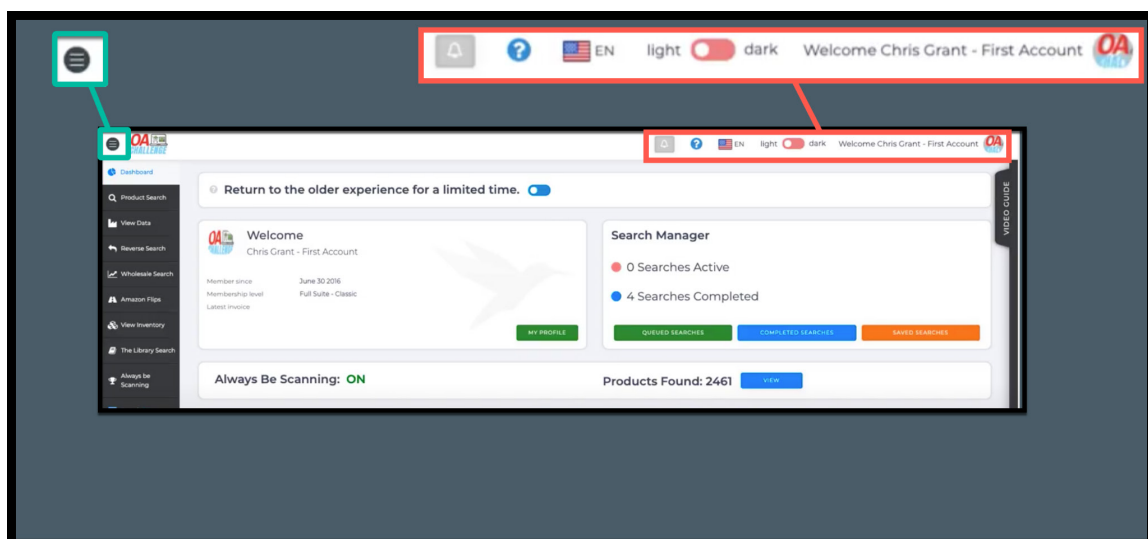 EN light dark Welcome Chris Grant - First Account OA
OA CHALLENGE
EN light dark Welcome Chris Grant - First Account OA
Dashboard
Product Search
View Data
Reverse Search
Wholesale Search
Amazon Flips
View Inventory
The Library Search
Always be
Scanning
Return to the older experience for a limited time.
VIDEO GUIDE
OA
Welcome
Chris Grant - First Account
Member since June 30 2016
Membership level Full Suite - Classic
Latest invoice
MY PROFILE
Search Manager
0 Searches Active
4 Searches Completed
QUEUED SEARCHES COMPLETED SEARCHES SAVED SEARCHES
Always Be Scanning: ON
Products Found: 2461 VIEW